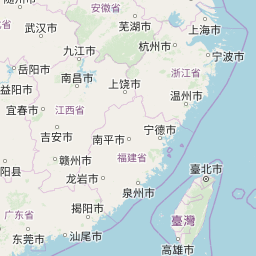 随州市
安徽省
上海市
武汉市
芜湖市
杭州市
九江市
宁波市
岳阳市
浙江省
南昌市
上饶市
益阳市
温州市
宜春市
江西省
吉安市
南平市
宁德市
赣州市
福建省
臺北市
阳县
龙岩市
泉州市
广东省
揭阳市
臺灣
东莞市
汕尾市
高雄市